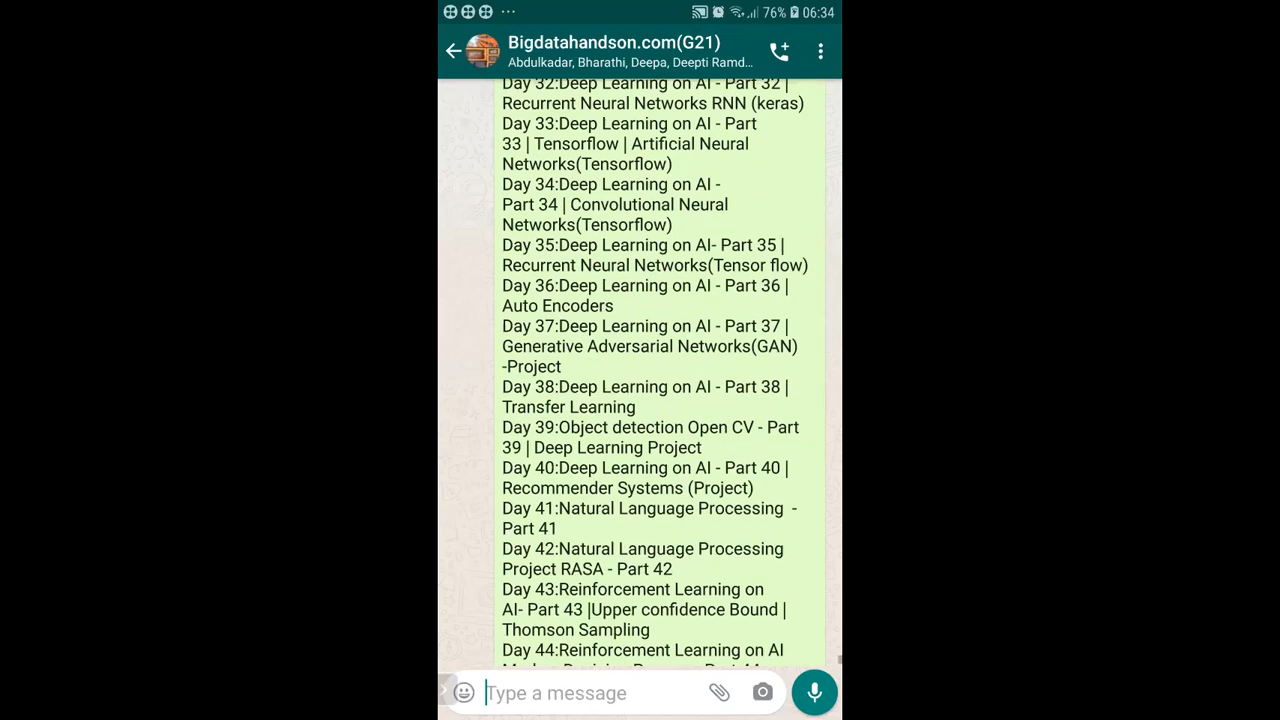 76% 06:34
Bigdatahandson.com(G21)
Abdulkadar, Bharathi, Deepa, Deepti Ramd...
Day 32:Deep Learning on AI - Part 32 |
Recurrent Neural Networks RNN (keras)
Day 33:Deep Learning on AI - Part
33 | Tensorflow | Artificial Neural
Networks(Tensorflow)
Day 34:Deep Learning on AI -
Part 34 | Convolutional Neural
Networks(Tensorflow)
Day 35:Deep Learning on AI- Part 35 |
Recurrent Neural Networks(Tensor flow)
Day 36:Deep Learning on AI - Part 36 |
Auto Encoders
Day 37:Deep Learning on AI - Part 37 |
Generative Adversarial Networks(GAN)
-Project
Day 38:Deep Learning on AI - Part 38 |
Transfer Learning
Day 39:Object detection Open CV - Part
39 | Deep Learning Project
Day 40:Deep Learning on AI - Part 40 |
Recommender Systems (Project)
Day 41:Natural Language Processing  -
Part 41
Day 42:Natural Language Processing
Project RASA - Part 42
Day 43:Reinforcement Learning on
AI- Part 43 |Upper confidence Bound |
Thomson Sampling
Day 44:Reinforcement Learning on AI
Type a message